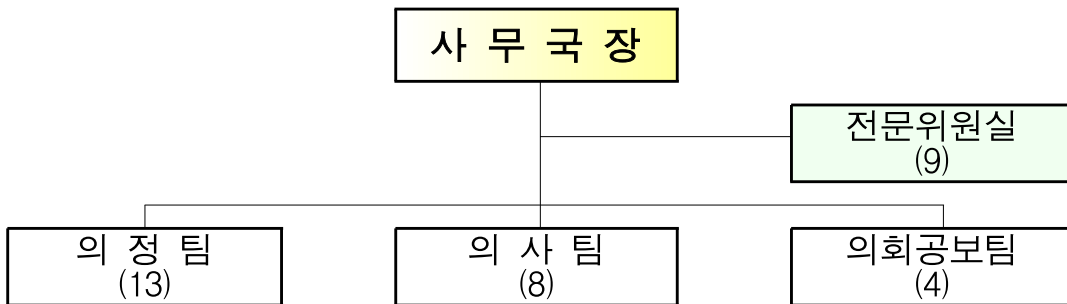 사 무 국 장
전문위원실
(9)
의 정 팀
(13)
의 사 팀
(8)
의회공보팀
(4)